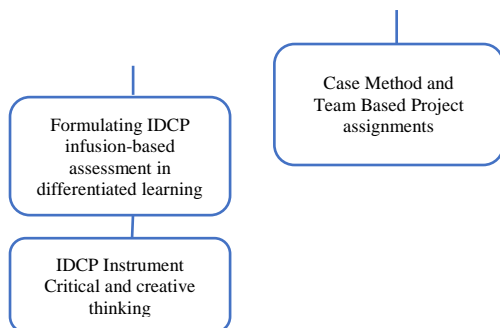 Case Method and
Team Based Project
assignments
Formulating IDCP
infusion-based
assessment in
differentiated learning
IDCP Instrument
Critical and creative
thinking